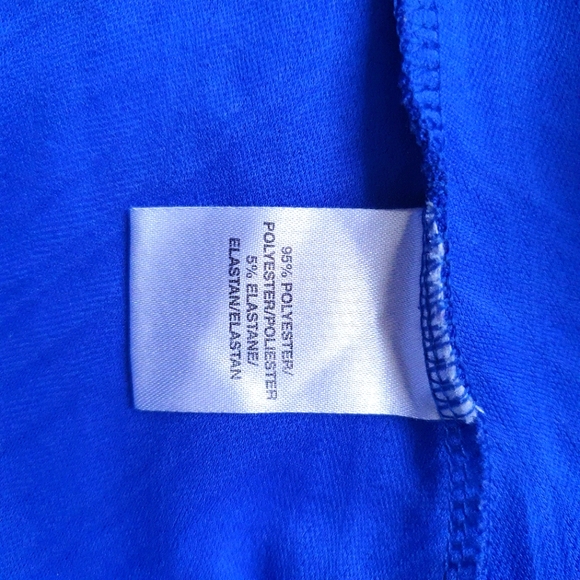 95% POLYESTER/
POLYESTER/POLIESTER
5% ELASTANE/
ELASTAN/ELASTAN